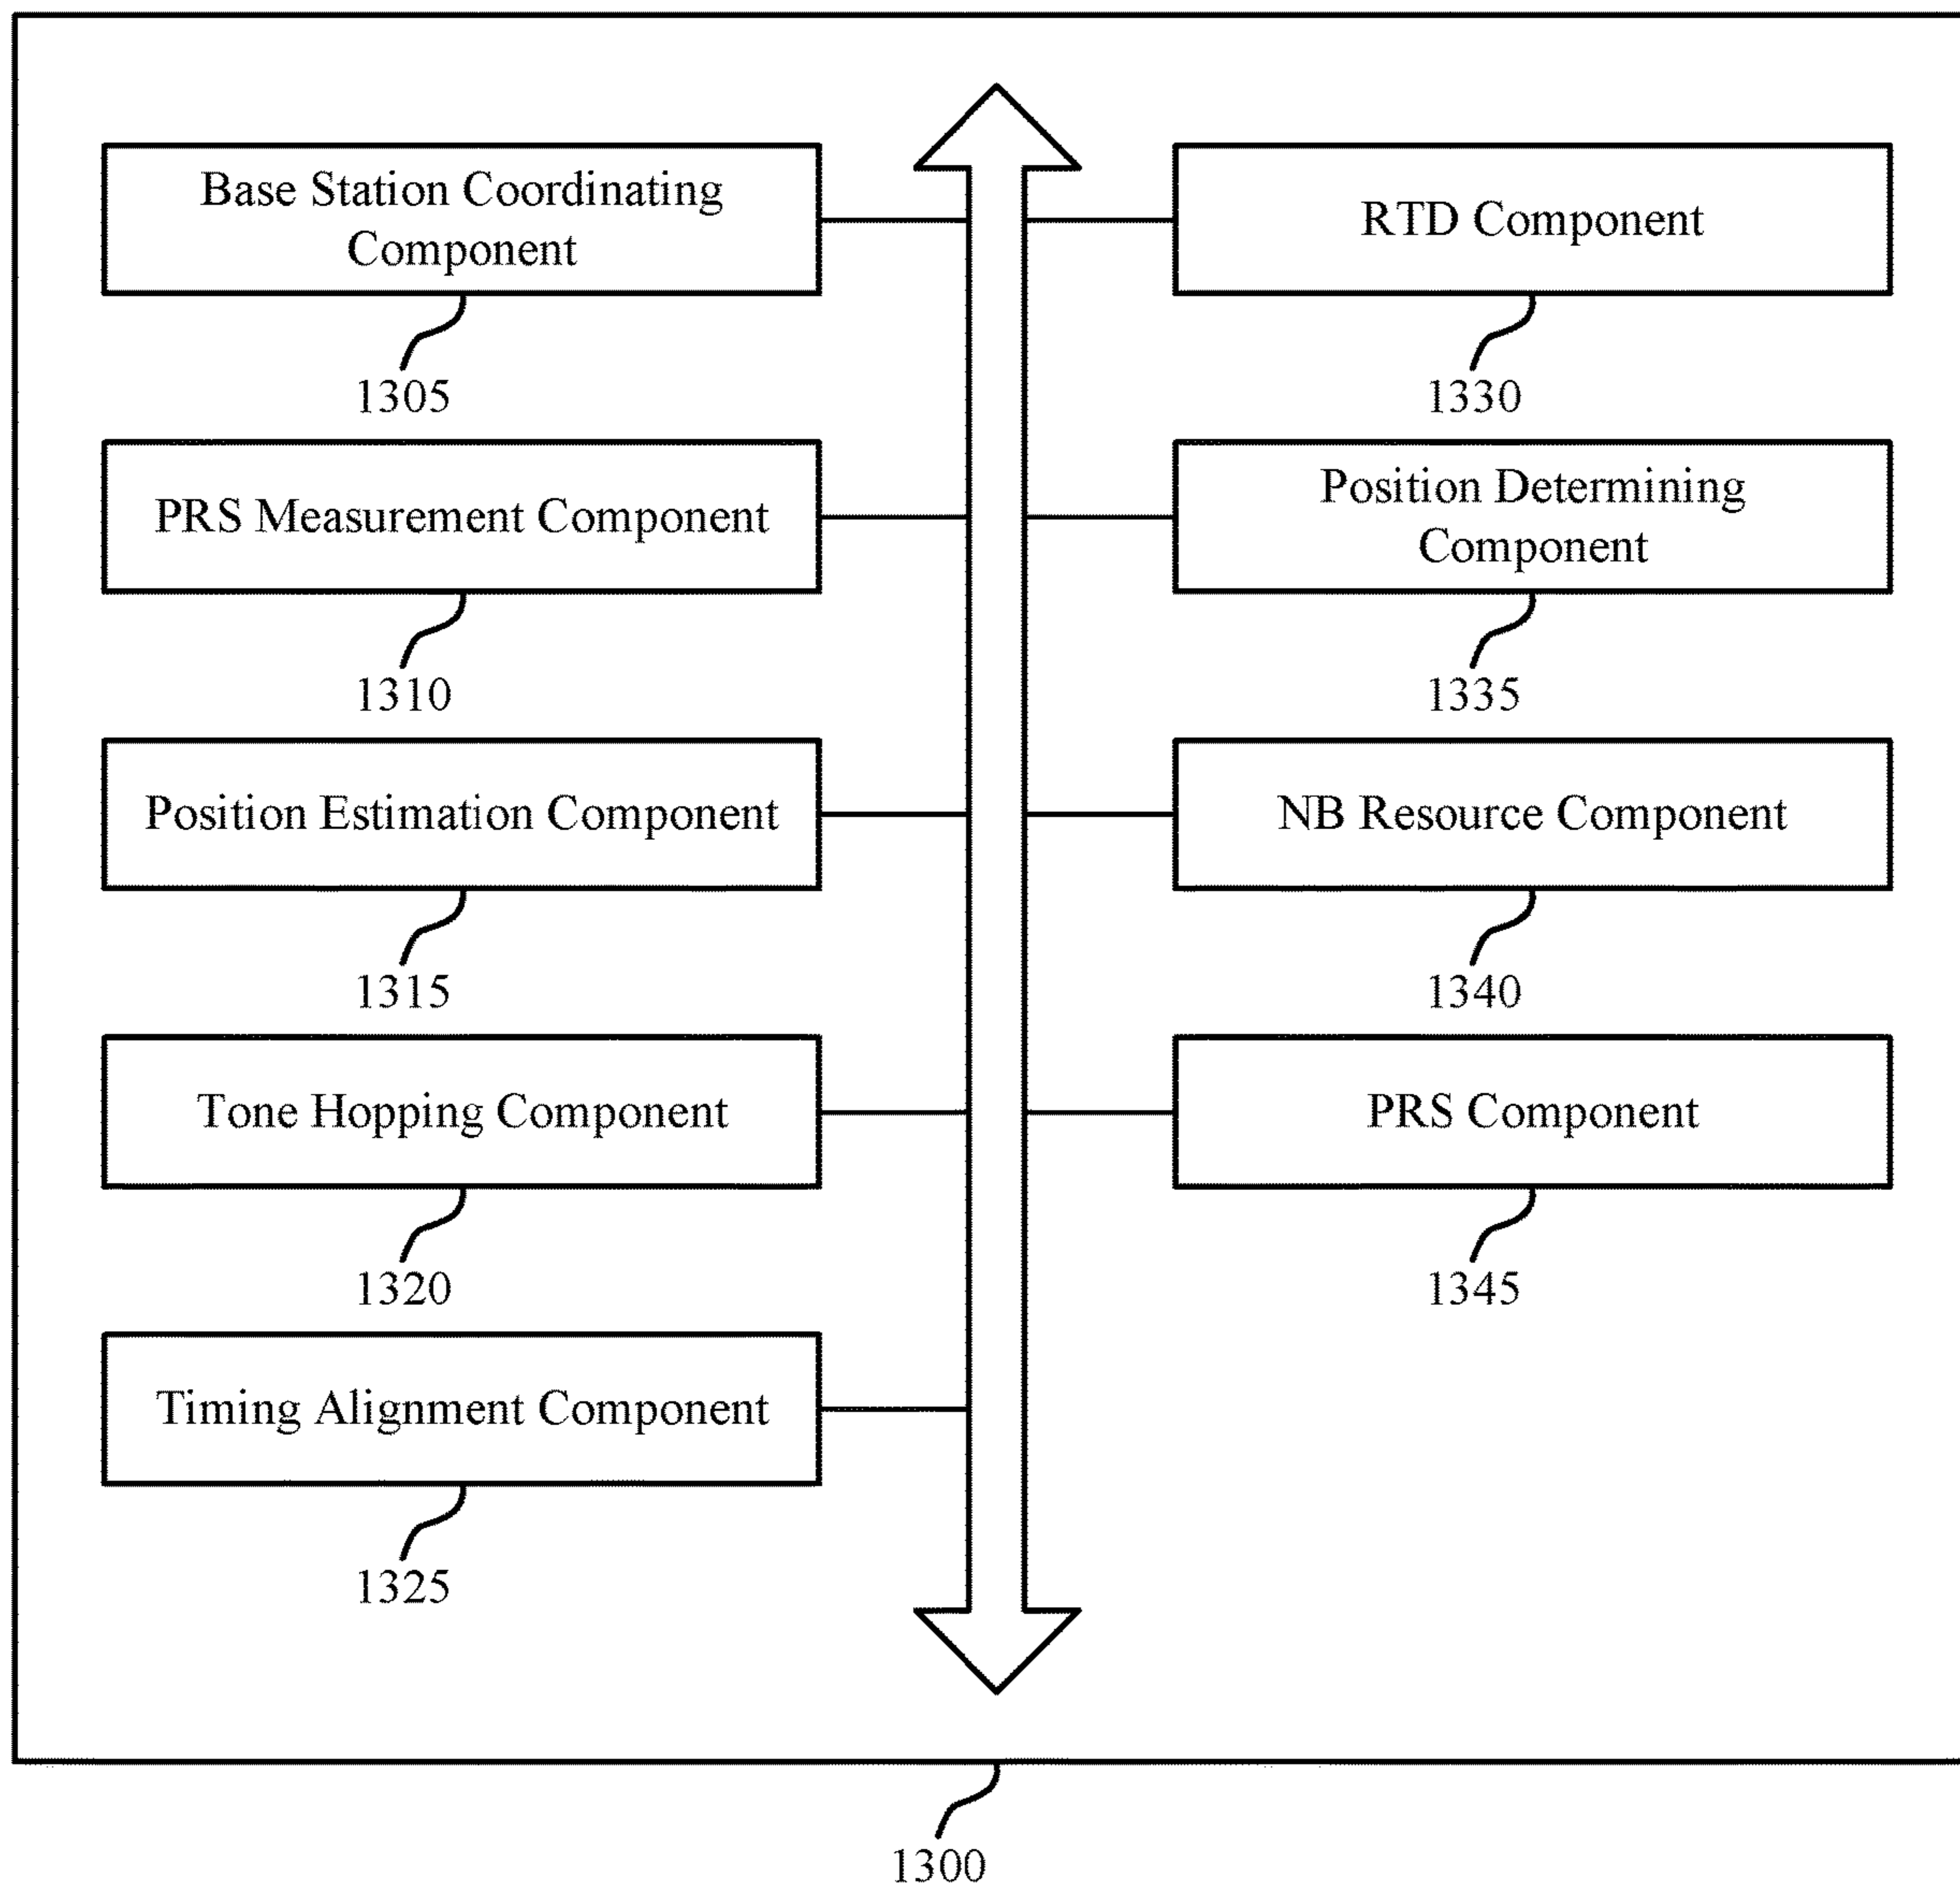 Base Station Coordinating
Component
1305
PRS Measurement Component
1310
Position Estimation Component
1315
Tone Hopping Component
1320
Timing Alignment Component
1325
RTD Component
1330
Position Determining
Component
1335
NB Resource Component
1340
PRS Component
1345
1300